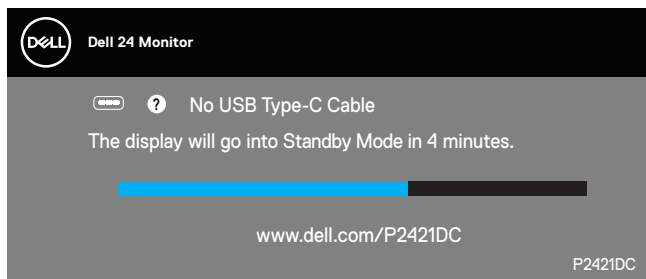 DELL
Dell 24 Monitor
? No USB Type-C Cable
The display will go into Standby Mode in 4 minutes.
www.dell.com/P2421DC
P2421DC